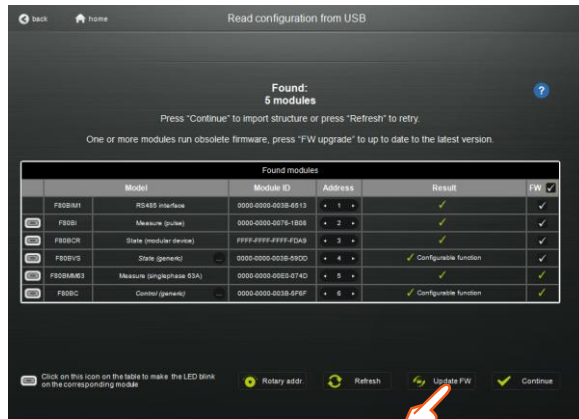 back home Read configuration from USB
Found:
5 modules
?
Press "Continue" to import structure or press "Refresh" to retry.
One or more modules run obsolete firmware, press "FW upgrade" to up to date to the latest version.
Found modules
Model Module ID Address Result FW
F80BIM1 RS485 interface 0000-0000-003B-6513 1
F80BI Measure (pulse) 0000-0000-0076-1B08 2
F80BCR State (modular device) FFFF-FFFF-FFFF-FDA9 3
F80BVS State (generic) ... 0000-0000-003B-59DD 4 Configurable function
F80BMM63 Measure (singlephase 63A) 0000-0000-00E0-074D 5
F80BC Control (generic) ... 0000-0000-003B-5F6F 6 Configurable function
Click on this icon on the table to make the LED blink
on the corresponding module
Rotary addr. Refresh Update FW Continue